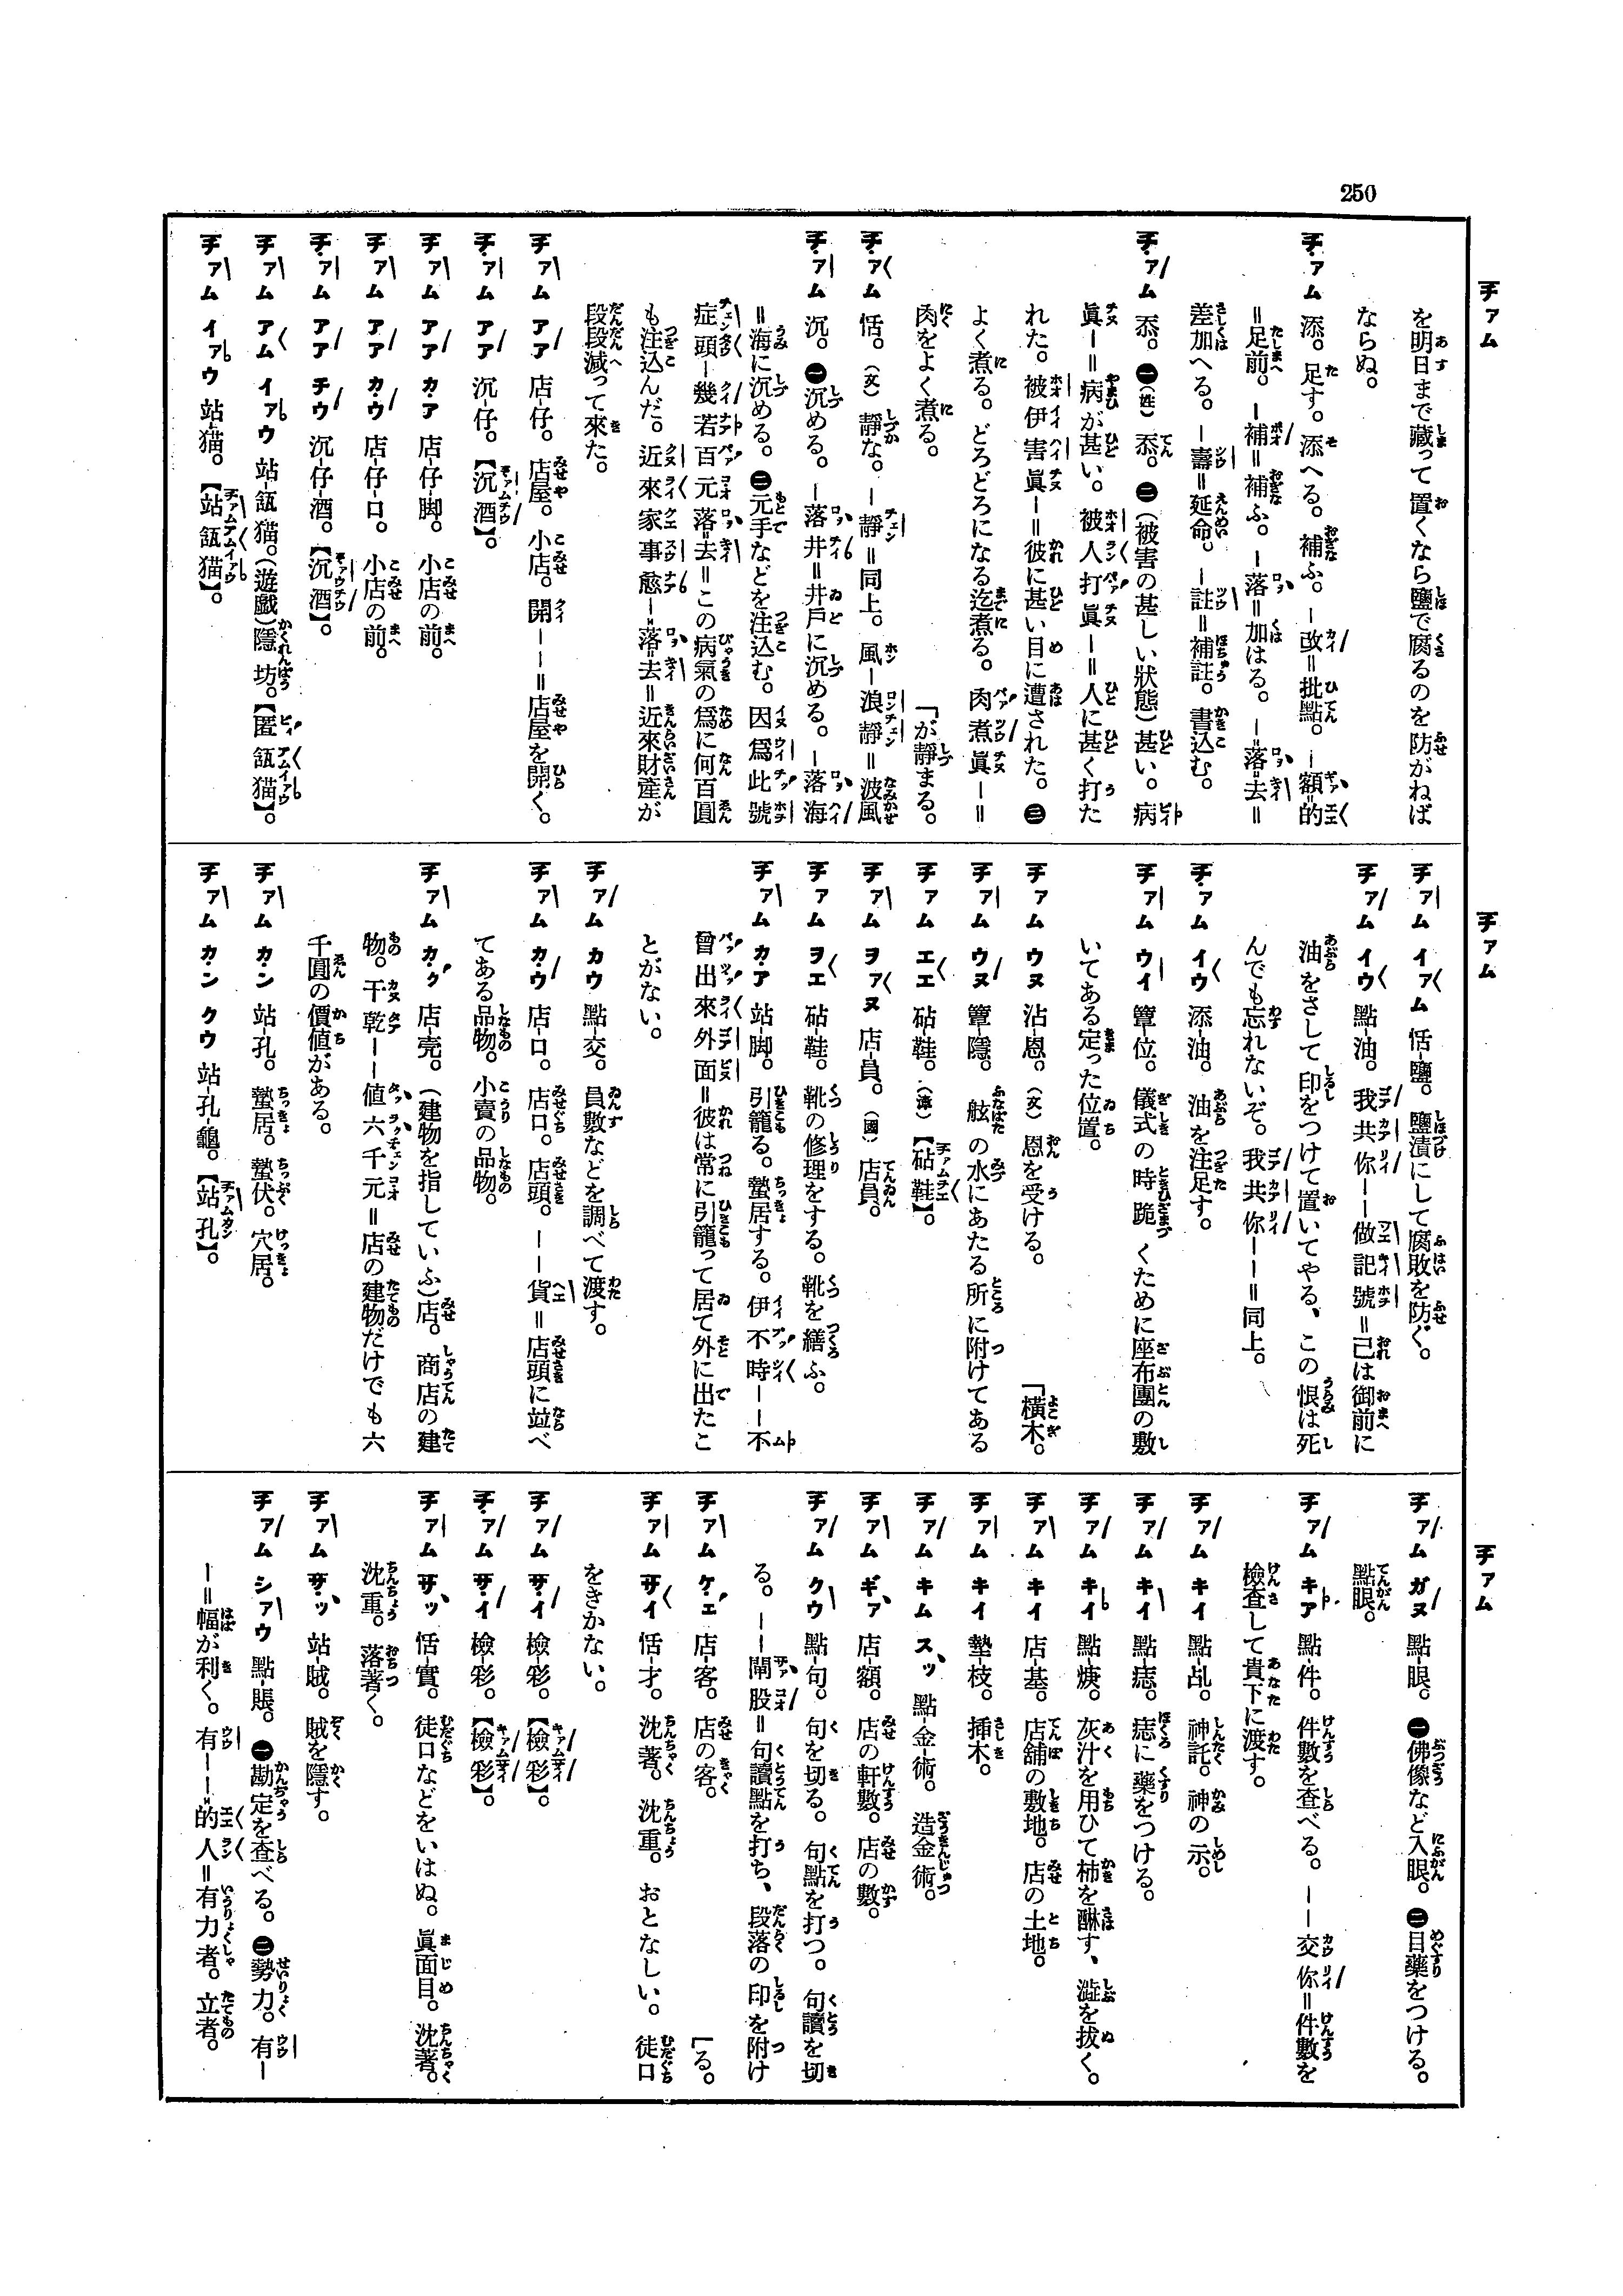 250
チァム
を明日まで藏って置くなら鹽で腐るのを防がねば
ならぬ。
チァム 添。足す。添へる。補ふ。―改＝批點。―額的
＝足前。―補＝補ふ。―落＝加はる。―落去＝
差加へる。―壽＝延命。―註＝補註。書込む。
チァム 忝。㊀(姓)忝。㊁(被害の甚しい狀態)甚い。病
眞―＝病が甚い。被人打眞―＝人に甚く打た
れた。被伊害眞―＝彼に甚い目に遭された。㊂
よく煮る。どろどろになる迄煮る。肉煮眞―＝
肉をよく煮る。
チァム 恬。(文)靜な。―靜＝同上。風―浪靜＝波風
「が靜まる。
チァム 沉。㊀沉める。―落井＝井戶に沉める。―落海
＝海に沉める。㊁元手などを注込む。因爲此號
症頭―幾若百元落去＝この病氣の爲に何百圓
も注込んだ。近來家事愈―落去＝近來財産が
段段減って來た。
チァム アア 店仔。店屋。小店。開――＝店屋を開く。
チァム アア 沉仔。【沉酒】。
チァム アア カ・ア 店仔脚。小店の前。
チァム アア カ・ウ 店仔口。小店の前。
チァム アア チウ 沉仔酒。【沉酒】。
チァム アム イァウ 站𤭈猫。(遊戲)隱坊。【匿𤭈猫】。
チァム イァウ 站猫。【站𤭈猫】。
チァム
チァム イァム 恬鹽。鹽漬にして腐敗を防ぐ。
チァム イウ 點油。我共你――做記號＝己は御前に
油をさして印をつけて置いてやる、この恨は死
んでも忘れないぞ。我共你――＝同上。
チァム イウ 添油。油を注足す。
チァム ウイ 簟位。儀式の時跪くために座布團の敷
いてある定った位置。
チァム ウヌ 沾恩。(文)恩を受ける。
「橫木。
チァム ウヌ 簟隱。舷の水にあたる所に附けてある
チァム エエ 砧鞋。(漳)【砧鞋】。
チァム ヲァヌ 店員。(國)店員。
チァム ヲエ 砧鞋。靴の修理をする。靴を繕ふ。
チァム カ・ア 站脚。引籠る。蟄居する。伊不時――不
曾出來外面＝彼は常に引籠って居て外に出たこ
とがない。
チァム カウ 點交。員數などを調べて渡す。
チァム カ・ウ 店口。店口。店頭。――貨＝店頭に竝べ
てある品物。小賣の品物。
チァム カ・ク 店壳。(建物を指していふ)店。商店の建
物。干乾――値六千元＝店の建物だけでも六
千圓の價値がある。
チァム カ・ン 站孔。蟄居。蟄伏。穴居。
チァム カ・ン クウ 站孔龜。【站孔】。
チァム
チァム ガヌ 點眼。㊀佛像など入眼。㊁目藥をつける。
點眼。
チァム キア 點件。件數を査べる。――交你＝件數を
檢査して貴下に渡す。
チァム キイ 點乩。神託。神の示。
チァム キイ 點痣。痣に藥をつける。
チァム キイ 點焿。灰汁を用ひて柿を醂す、澁を拔く。
チァム キイ 店基。店舖の敷地。店の土地。
チァム キイ 墊枝。揷木。
チァム キム スッ 點金術。造金術。
チァム ギァ 店額。店の軒數。店の數。
チァム クウ 點句。句を切る。句點を打つ。句讀を切
る。――閘股＝句讀點を打ち、段落の印を附け
「る。
チァム ケ・ェ 店客。店の客。
チァム サイ 恬才。沈著。沈重。おとなしい。徒口
をきかない。
チァム サ・イ 檢彩。【檢彩】。
チァム サ・イ 檢彩。【檢彩】。
チァム サ・ッ 恬實。徒口などをいはぬ。眞面目。沈著。
沈重。落著く。
チァム サ・ッ 站賊。賊を隱す。
チァム シァウ 點賬。㊀勘定を査べる。㊁勢力。有―
―＝幅が利く。有――的人＝有力者。立者。